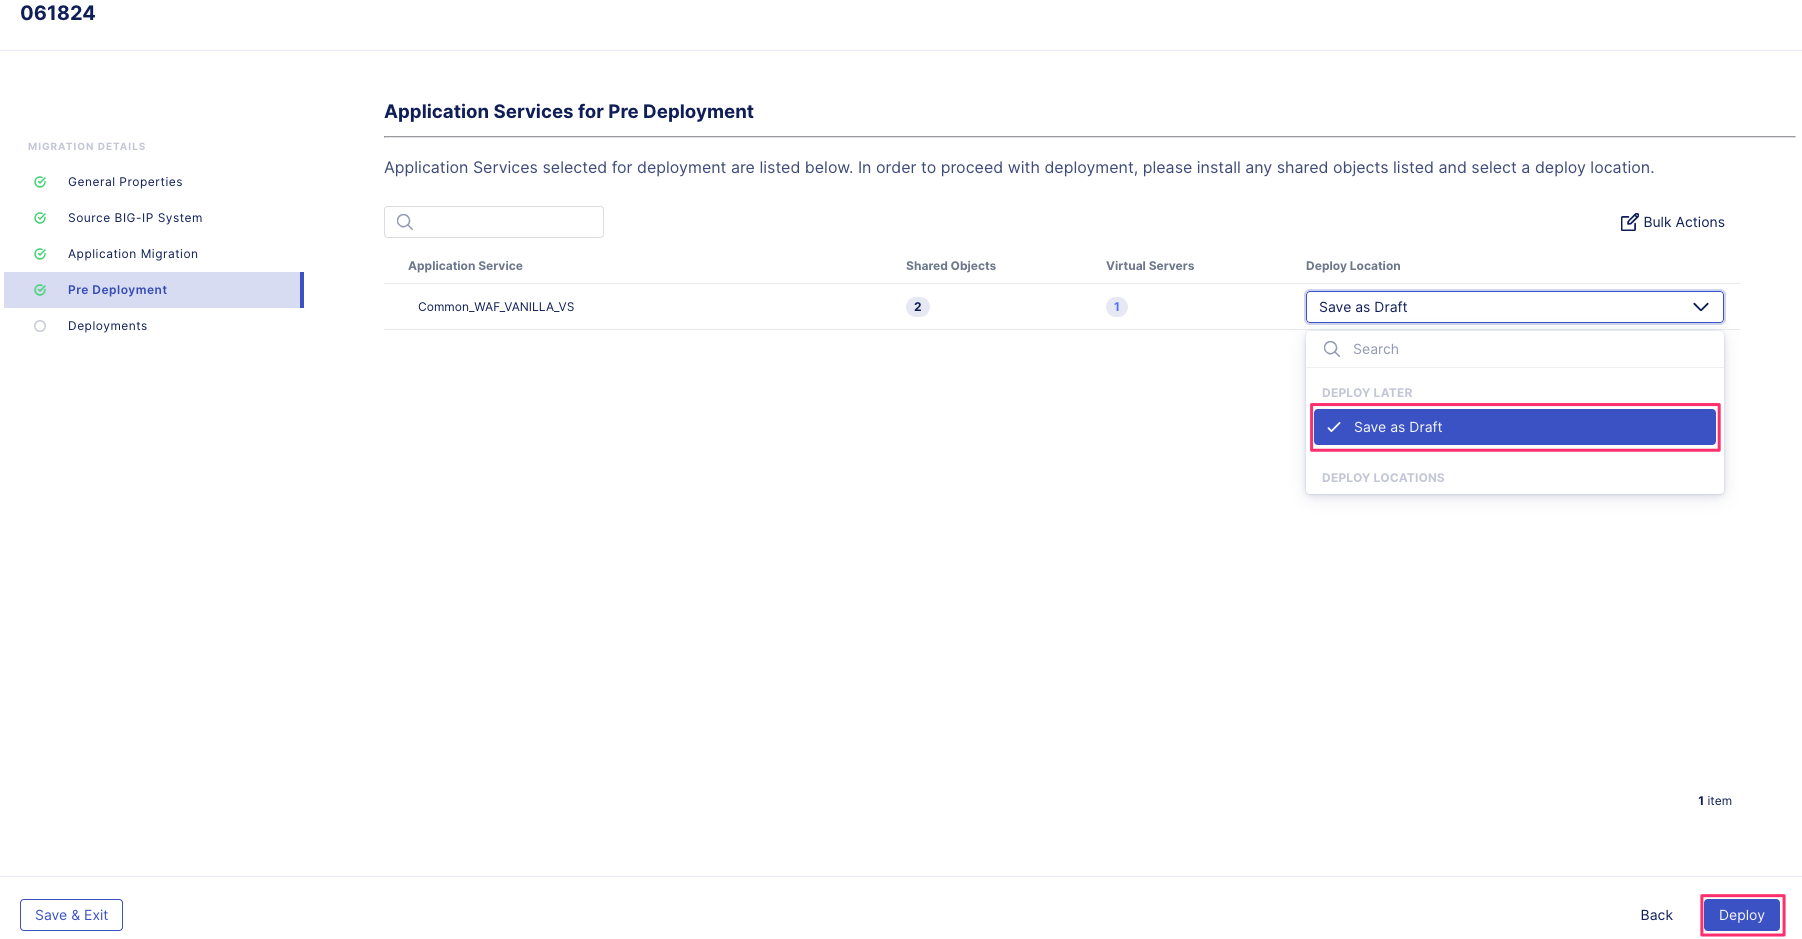 061824
Application Services for Pre Deployment
MIGRATION DETAILS
General Properties
Source BIG-IP System
Application Migration
Pre Deployment
Deployments
Application Services selected for deployment are listed below. In order to proceed with deployment, please install any shared objects listed and select a deploy location.
Bulk Actions
Application Service Shared Objects Virtual Servers Deploy Location
Common_WAF_VANILLA_VS 2 1 Save as Draft
Search
DEPLOY LATER
Save as Draft
DEPLOY LOCATIONS
1 item
Save & Exit Back Deploy